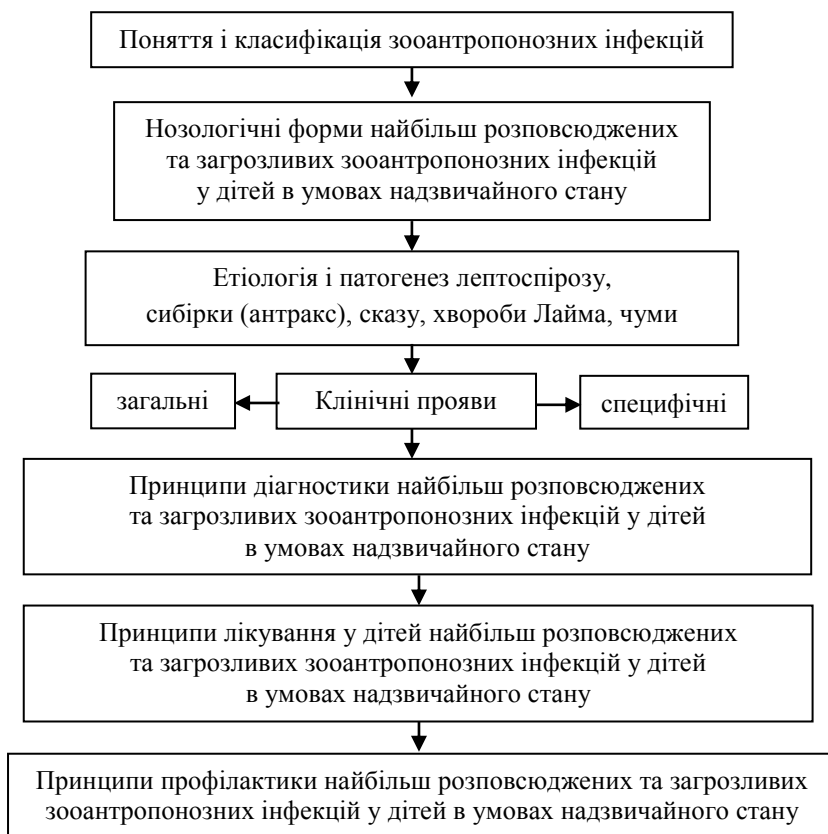 Поняття і класифікація зооантропонозних інфекцій
Нозологічні форми найбільш розповсюджених
та загрозливих зооантропонозних інфекцій
у дітей в умовах надзвичайного стану
Етіологія і патогенез лептоспірозу,
сибірки (антракс), сказу, хвороби Лайма, чуми
загальні
Клінічні прояви
специфічні
Принципи діагностики найбільш розповсюджених
та загрозливих зооантропонозних інфекцій у дітей
в умовах надзвичайного стану
Принципи лікування у дітей найбільш розповсюджених
та загрозливих зооантропонозних інфекцій у дітей
в умовах надзвичайного стану
Принципи профілактики найбільш розповсюджених та загрозливих
зооантропонозних інфекцій у дітей в умовах надзвичайного стану